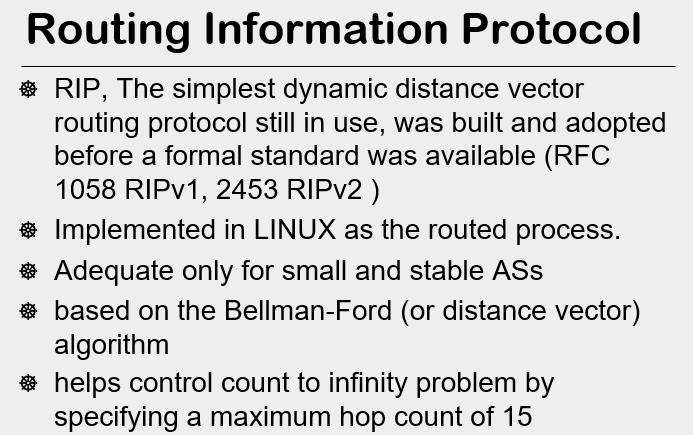 Routing Information Protocol
RIP, The simplest dynamic distance vector
routing protocol still in use, was built and adopted
before a formal standard was available (RFC
1058 RIPv1, 2453 RIPv2 )
Implemented in LINUX as the routed process.
Adequate only for small and stable ASs
based on the Bellman-Ford (or distance vector)
algorithm
helps control count to infinity problem by
specifying a maximum hop count of 15